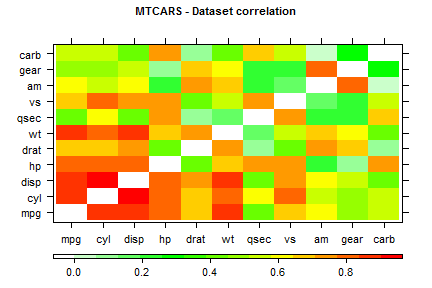 MTCARS - Dataset correlation
carb
gear
am
vs
qsec
wt
drat
hp
disp
cyl
mpg
mpg cyl disp hp drat wt qsec vs am gear carb
0.0 0.2 0.4 0.6 0.8